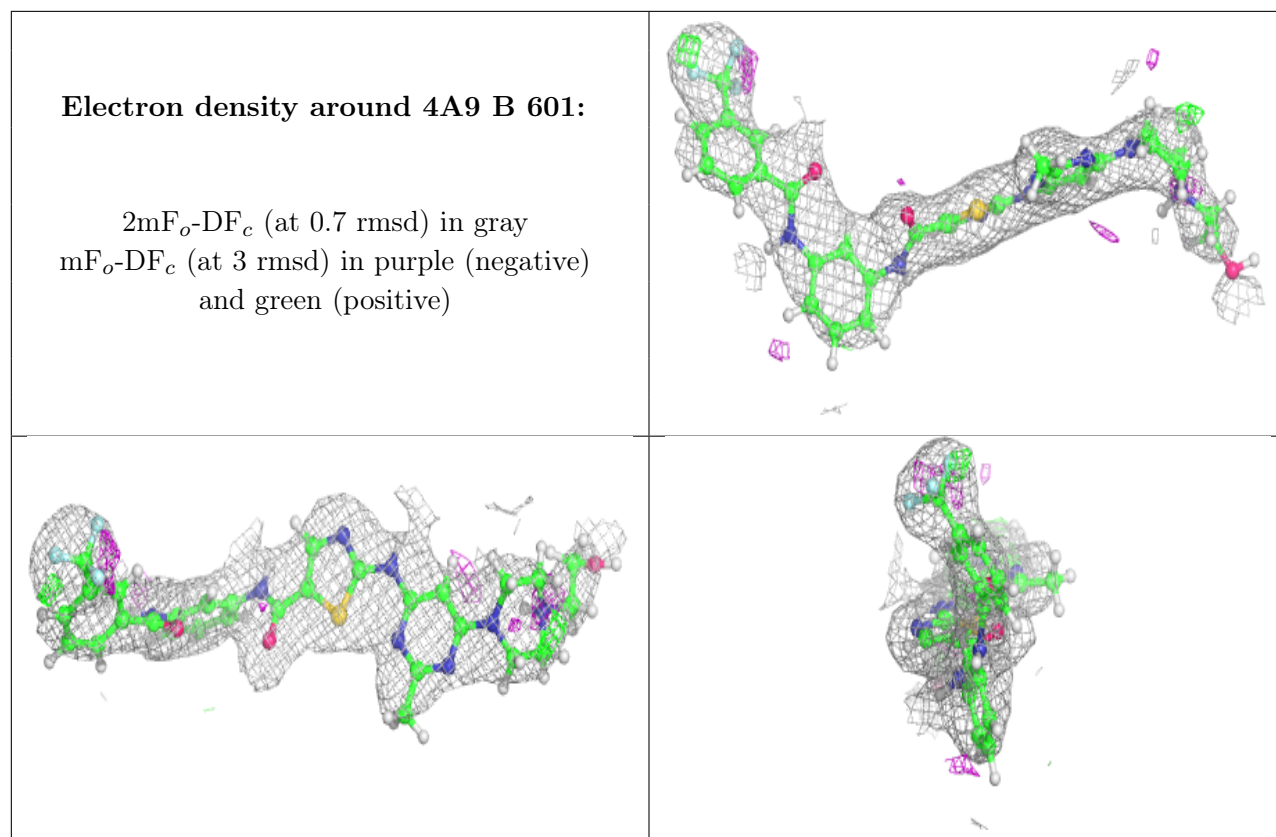 Electron density around 4A9 B 601:
2mFo-DFc (at 0.7 rmsd) in gray
mFo-DFc (at 3 rmsd) in purple (negative)
and green (positive)